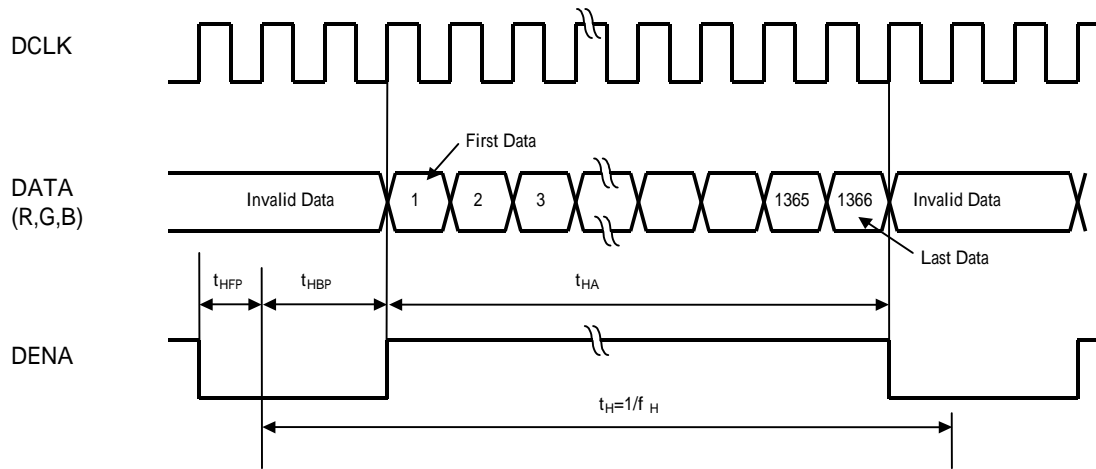 DCLK
First Data
DATA
(R,G,B)
Invalid Data 1 2 3 1365 1366 Invalid Data
Last Data
tHFP tHBP tHA
DENA
tH=1/f H